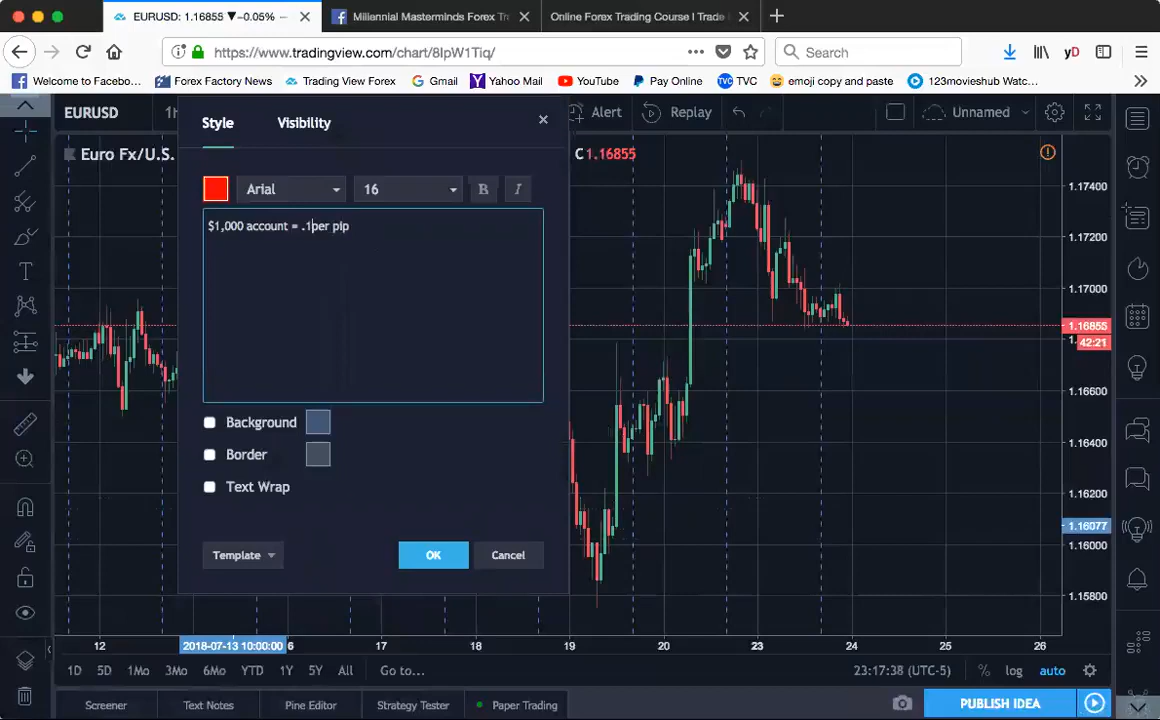 EURUSD: 1.16855 ▼−0.05% −
Millennial Masterminds Forex Tr
Online Forex Trading Course | Trade
https://www.tradingview.com/chart/8IpW1Tiq/
Search
Welcome to Facebo...
Forex Factory News
Trading View Forex
Gmail
Yahoo Mail
YouTube
Pay Online
TVC
emoji copy and paste
123movieshub Watc...
EURUSD
1h
Style
Visibility
Alert
Replay
Unnamed
Euro Fx/U.S.
C1.16855
Arial
16
B
I
$1,000 account = .1per pip
Background
Border
Text Wrap
Template
OK
Cancel
1.17400
1.17200
1.17000
1.16855
42:21
1.16600
1.16400
1.16200
1.16077
1.16000
1.15800
12
2018-07-13 10:00:00
6
17
18
19
20
23
24
25
26
1D
5D
1Mo
3Mo
6Mo
YTD
1Y
5Y
All
Go to...
23:17:38 (UTC-5)
%
log
auto
Screener
Text Notes
Pine Editor
Strategy Tester
Paper Trading
PUBLISH IDEA